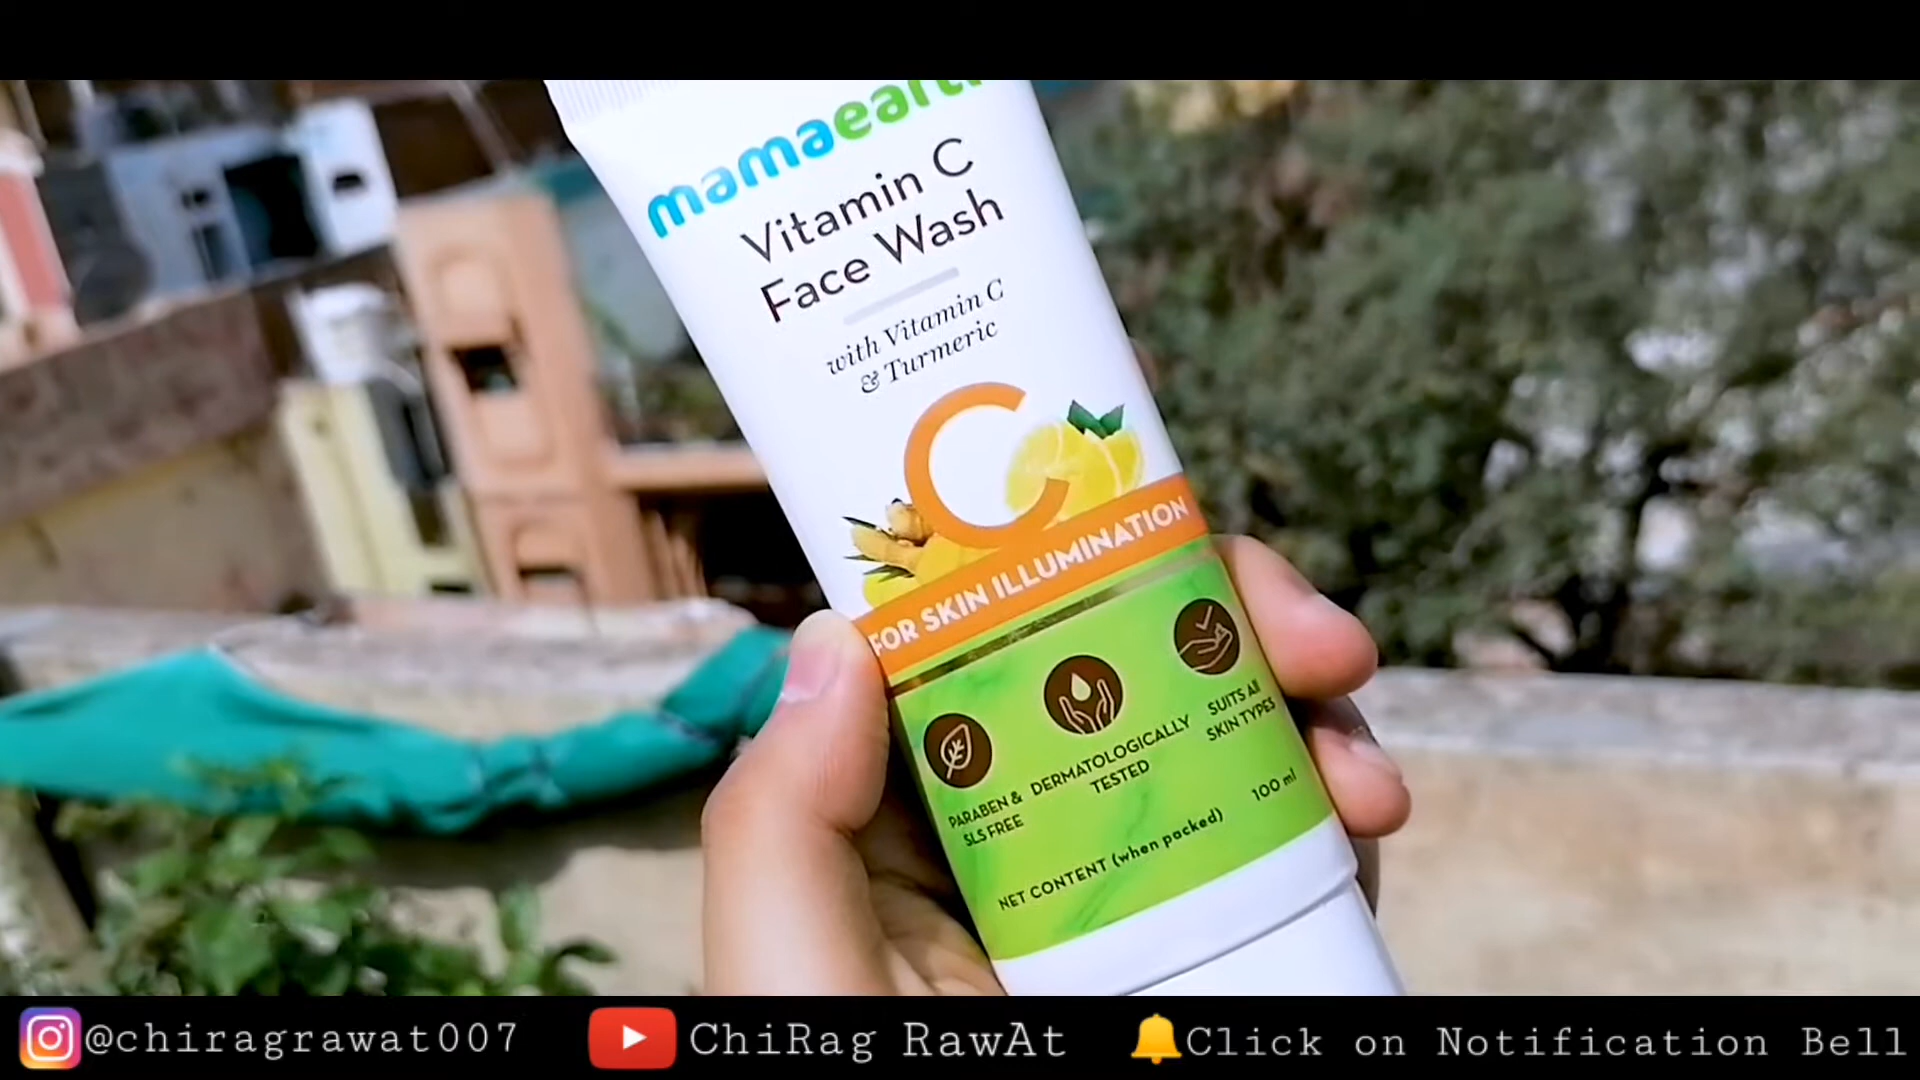 mamaearth
Vitamin C
Face Wash
with Vitamin C
& Turmeric
C
FOR SKIN ILLUMINATION
PARABEN &
SLS FREE
DERMATOLOGICALLY
TESTED
SUITS All
SKIN TYPES
NET CONTENT (when packed) 100 ml
@chiragrawat007 ChiRag RawAt Click on Notification Bell